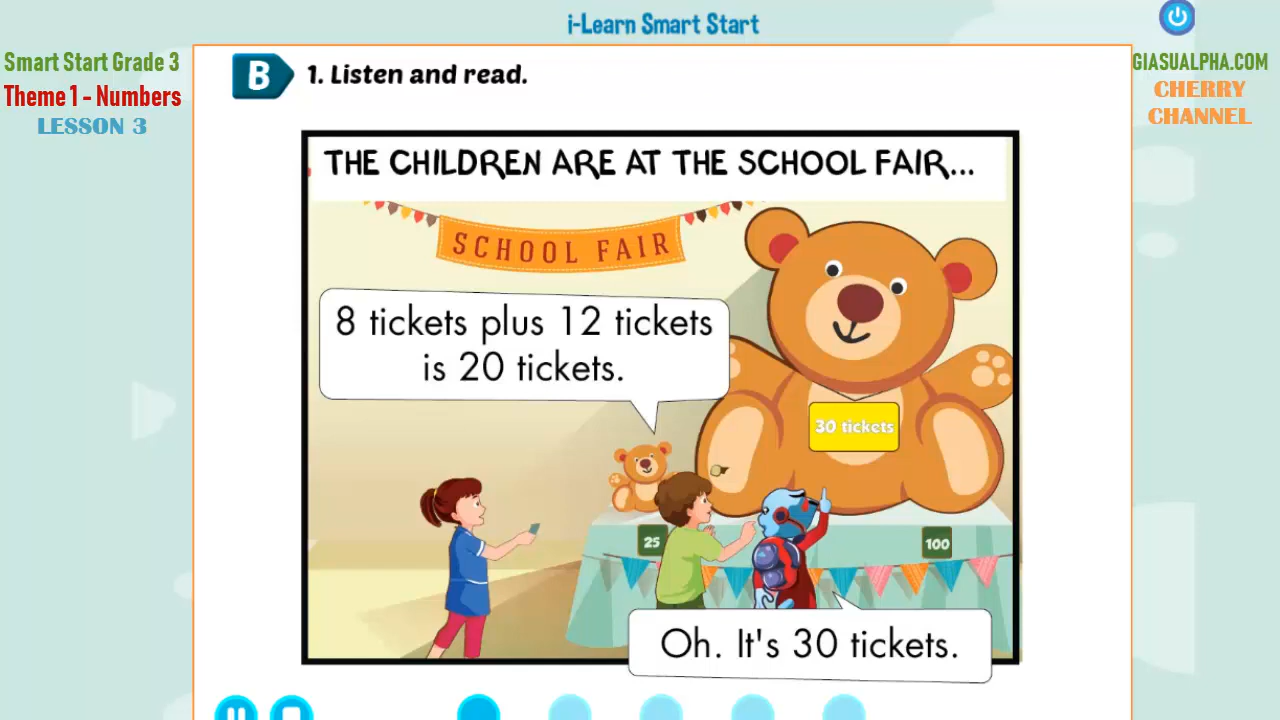 i-Learn Smart Start
Smart Start Grade 3
Theme 1 - Numbers
LESSON 3
GIASUALPHA.COM
CHERRY
CHANNEL
B 1. Listen and read.
THE CHILDREN ARE AT THE SCHOOL FAIR...
SCHOOL FAIR
8 tickets plus 12 tickets
is 20 tickets.
30 tickets
25
100
Oh. It's 30 tickets.